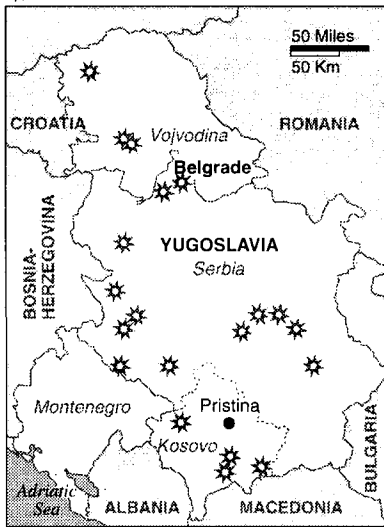 50 Miles
50 Km
CROATIA
Vojvodina
ROMANIA
Belgrade
BOSNIA-
HERZEGOVINA
YUGOSLAVIA
Serbia
Montenegro
Pristina
Kosovo
BULGARIA
Adriatic
Sea
ALBANIA
MACEDONIA